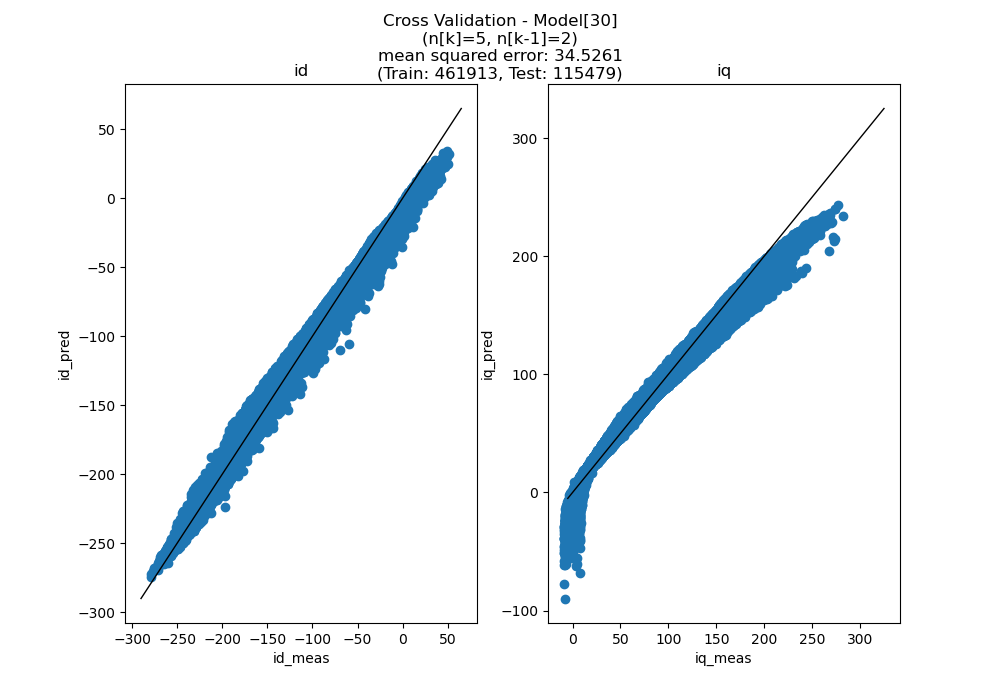 Cross Validation - Model[30]
(n[k]=5, n[k-1]=2)
mean squared error: 34.5261
(Train: 461913, Test: 115479)
id
iq
50
0
−50
−100
−150
−200
−250
−300
id_pred
−300
−250
−200
−150
−100
−50
0
50
id_meas
300
200
100
0
−100
iq_pred
0
50
100
150
200
250
300
iq_meas